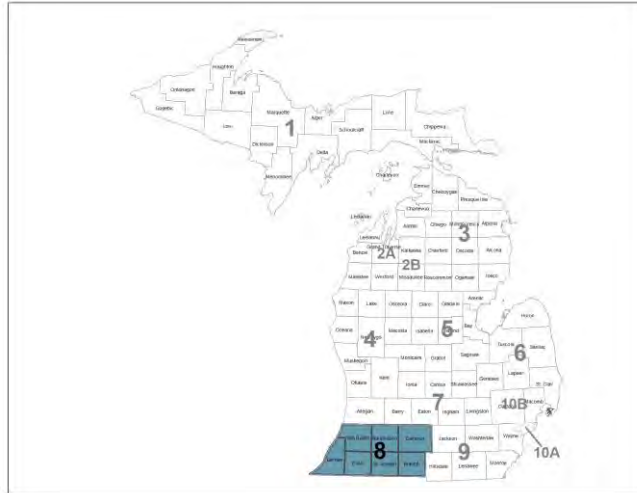 Keweenaw
Houghton
Ontonagon
Baraga
Gogebic
Marquette
Iron
1
Alger
Luce
Schoolcraft
Chippewa
Mackinac
Dickinson
Delta
Menominee
Charlevoix
Emmet
Cheboygan
Presque Isle
Charlevoix
Leelanau
Antrim
Otsego
Montmorency
Alpena
3
Benzie
Grand Traverse
2A
Kalkaska
2B
Crawford
Oscoda
Alcona
Manistee
Wexford
Missaukee
Roscommon
Ogemaw
Iosco
Mason
Lake
Osceola
Clare
Gladwin
Arenac
Huron
Oceana
Newaygo
4
Mecosta
Isabella
5
Bay
Tuscola
Sanilac
6
Muskegon
Montcalm
Gratiot
Saginaw
Lapeer
St. Clair
Ottawa
Kent
Ionia
Clinton
Shiawassee
Genesee
7
10B
Macomb
Allegan
Barry
Eaton
Ingham
Livingston
Van Buren
Kalamazoo
Calhoun
Jackson
Washtenaw
Wayne
8
10A
Berrien
Cass
St. Joseph
Branch
Hillsdale
Lenawee
Monroe
9